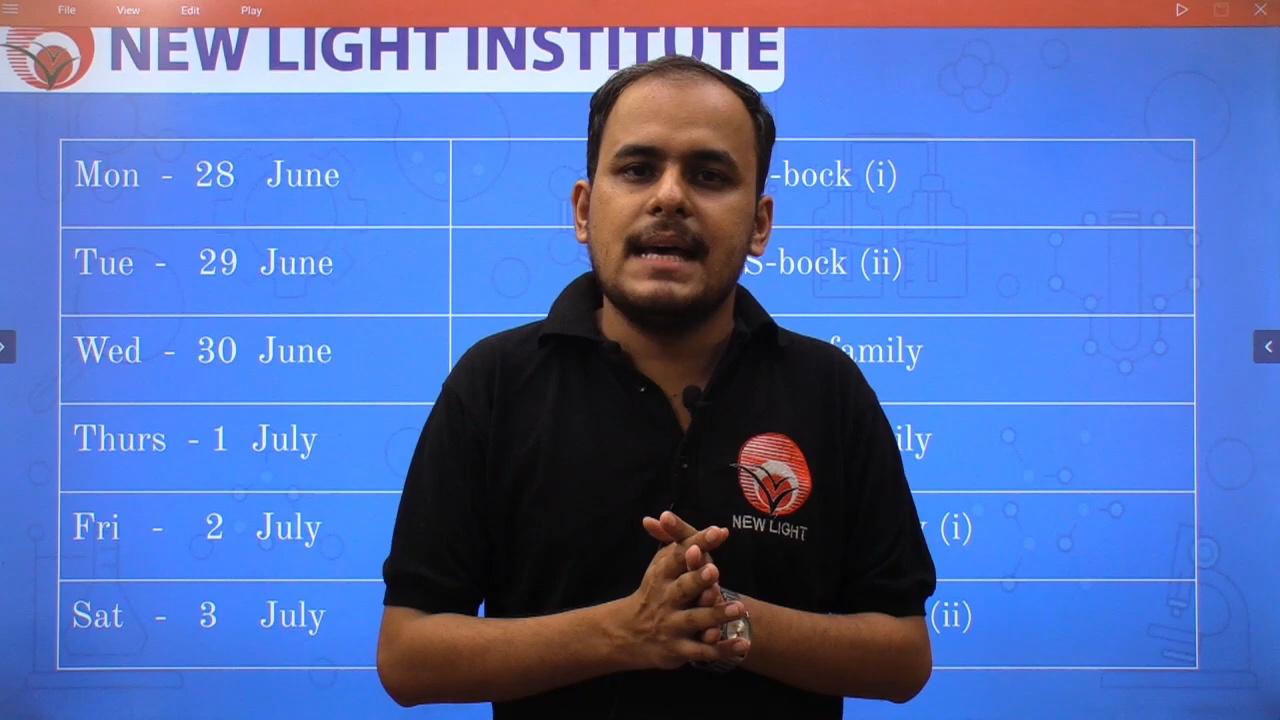 File View Edit Play
NEW LIGHT INSTITUTE
Mon - 28 June -bock (i)
Tue - 29 June S-bock (ii)
Wed - 30 June family
Thurs - 1 July
Fri - 2 July (i)
Sat - 3 July (ii)
NEW LIGHT